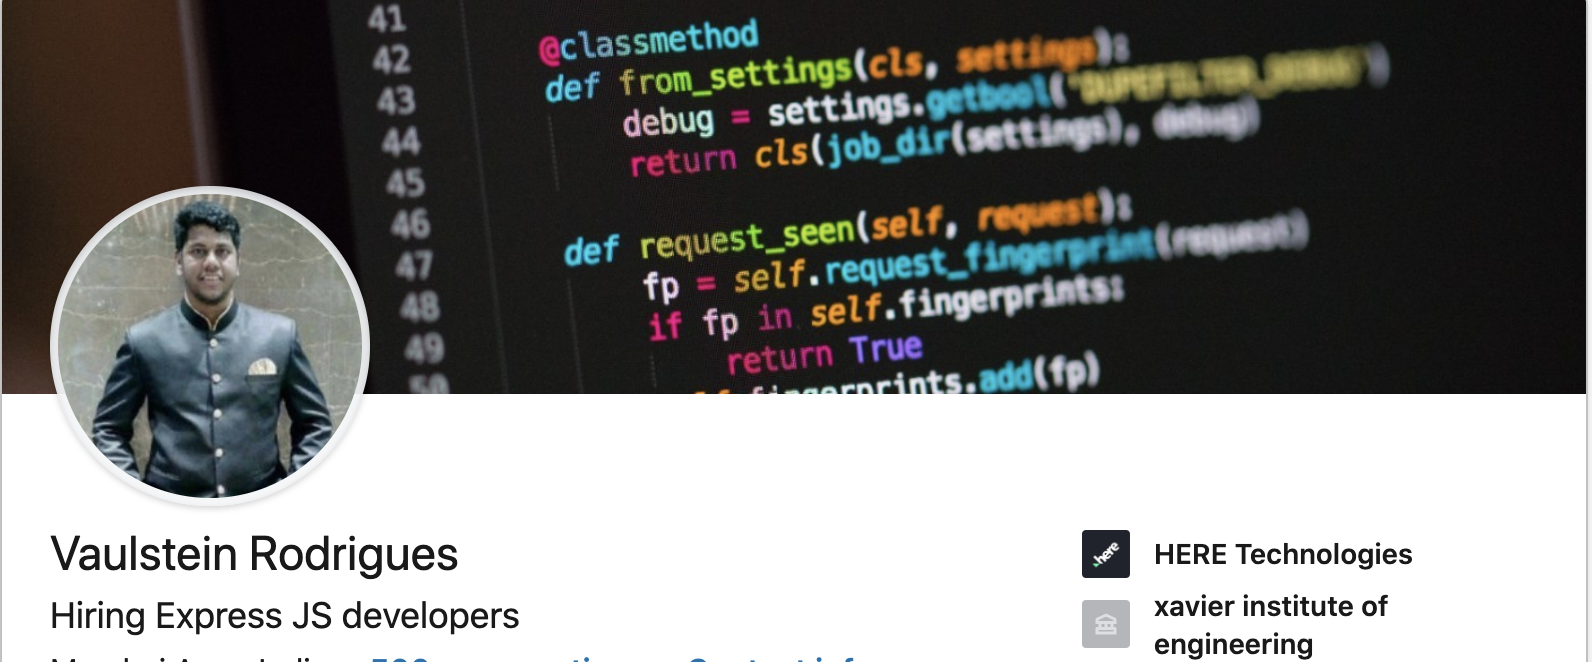 41
42 @classmethod
43 def from_settings(cls, settings):
44 debug = settings.getbool('DUPEFILTER_DEBUG')
45 return cls(job_dir(settings), debug)
46
47 def request_seen(self, request):
48 fp = self.request_fingerprint(request)
49 if fp in self.fingerprints:
50 return True
fingerprints.add(fp)
Vaulstein Rodrigues
Hiring Express JS developers
.here HERE Technologies
xavier institute of
engineering